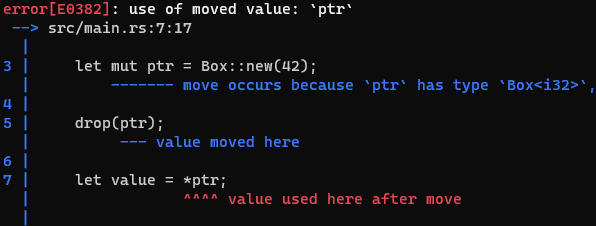 error[E0382]: use of moved value: `ptr`
 --> src/main.rs:7:17
  |
3 |     let mut ptr = Box::new(42);
  |         ------- move occurs because `ptr` has type `Box<i32>`,
4 |
5 |     drop(ptr);
  |          --- value moved here
6 |
7 |     let value = *ptr;
  |                 ^^^^ value used here after move
  |